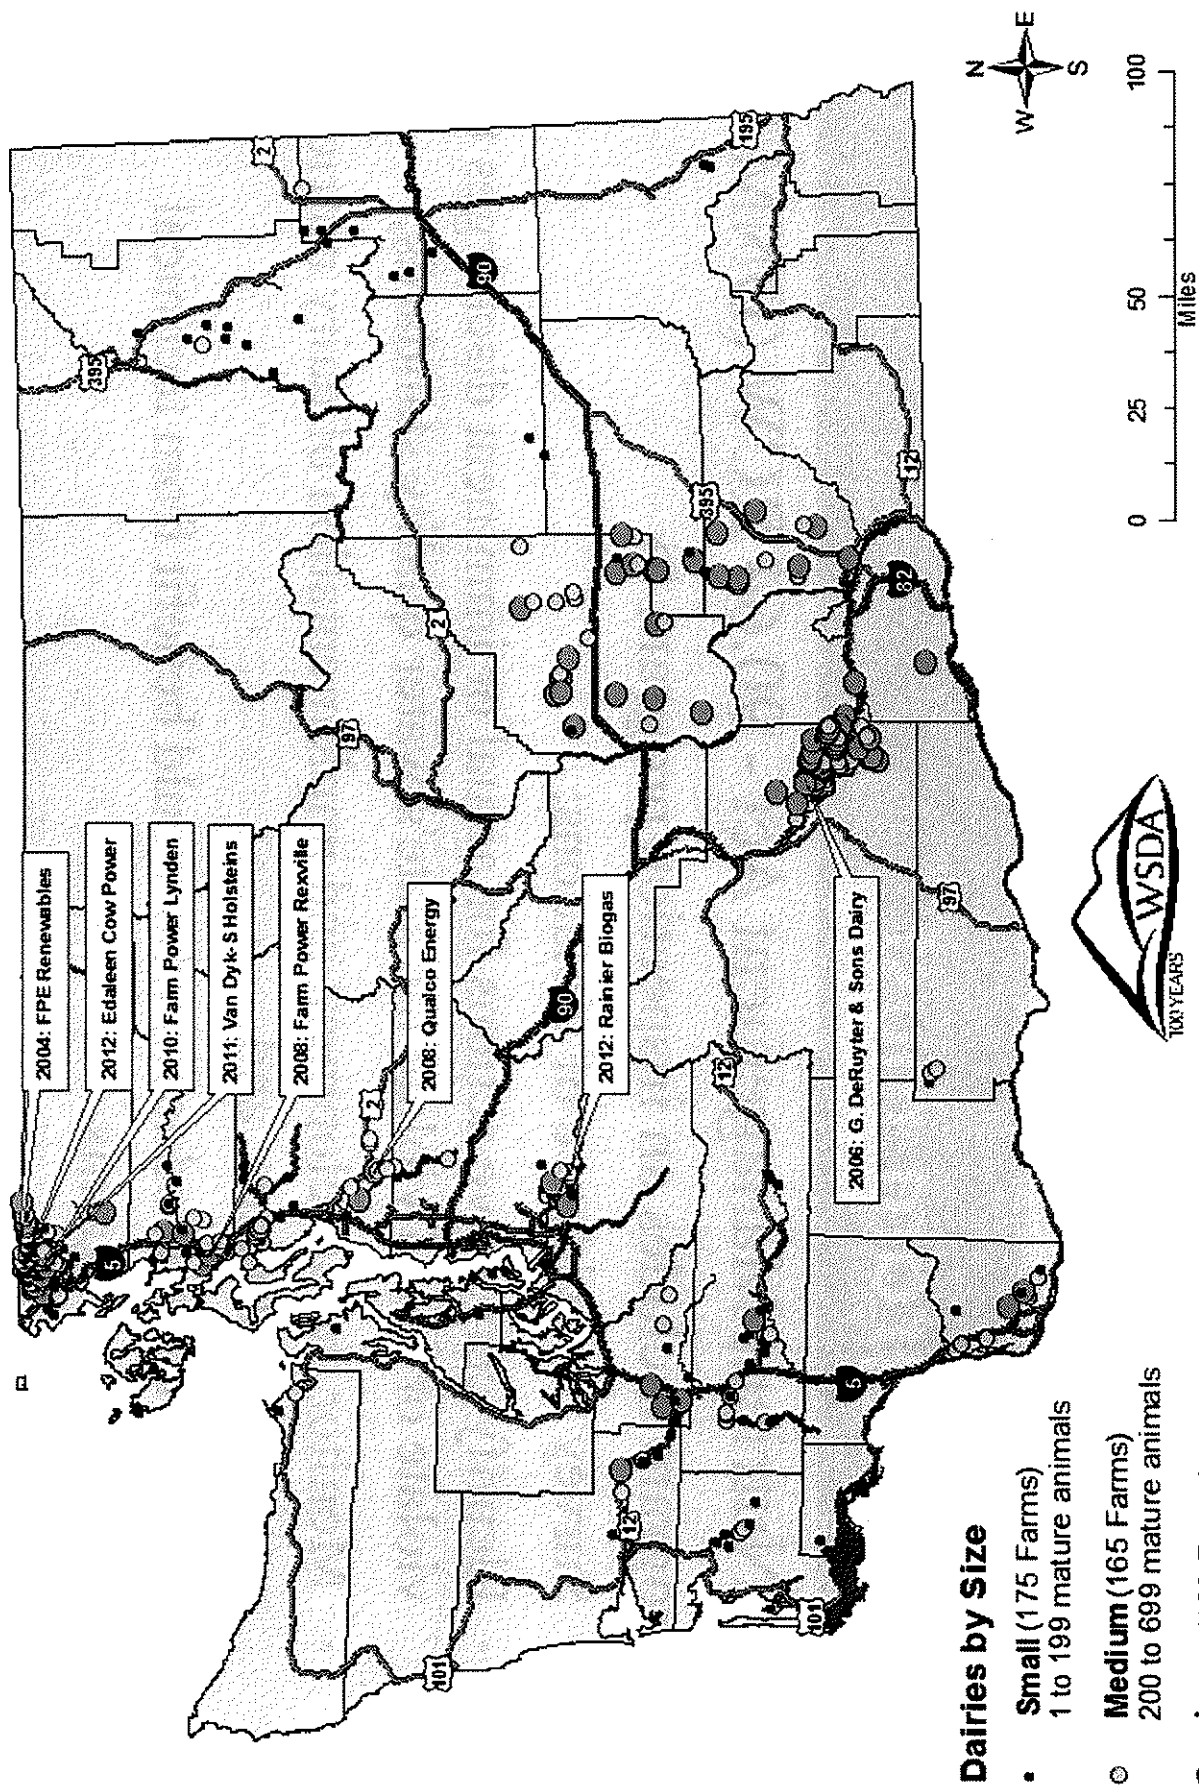 2004: FPE Renewables
2012: Edaleen Cow Power
2010: Farm Power Lynden
2011: Van Dyk-S Holsteins
2008: Farm Power Rexville
2008: Qualco Energy
2012: Rainier Biogas
2006: G. DeRuyter & Sons Dairy
2
395
97
2
2
5
90
90
195
395
12
12
12
82
97
5
101
101
N
W
E
S
0
25
50
100
Miles
WSDA
100 YEARS
Dairies by Size
Small (175 Farms)
1 to 199 mature animals
Medium (165 Farms)
200 to 699 mature animals